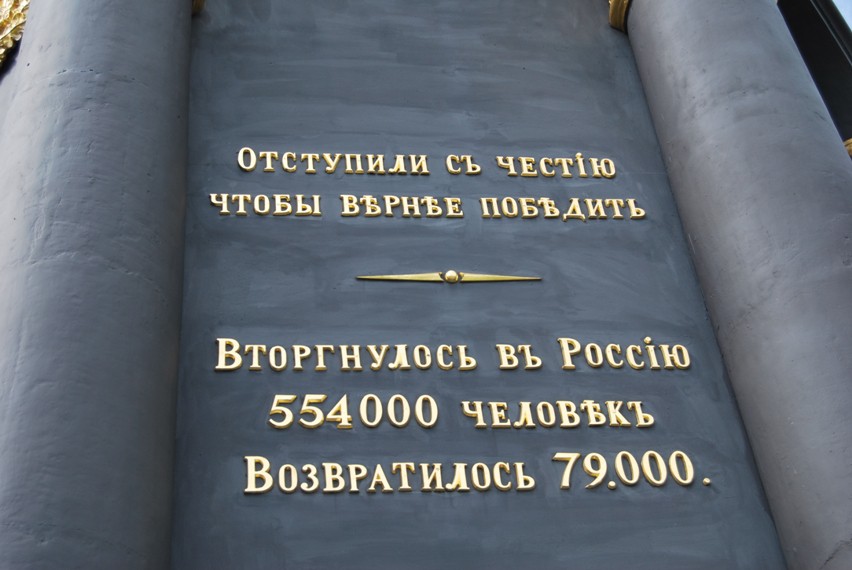 Отступили съ честію
чтобы вѣрнѣе побѣдить
Вторгнулось въ Россію
554000 человѣкъ
Возвратилось 79.000.